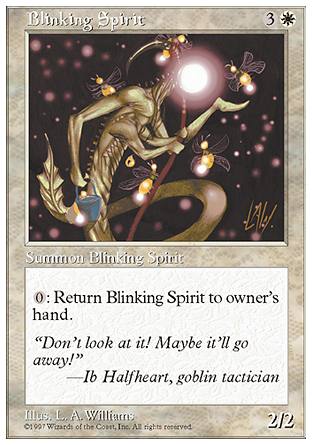 Blinking Spirit 3
Summon Blinking Spirit
0: Return Blinking Spirit to owner's
hand.
“Don't look at it! Maybe it'll go
away!”
—Ib Halfheart, goblin tactician
Illus. L. A. Williams
©1997 Wizards of the Coast, Inc. All rights reserved.
2/2